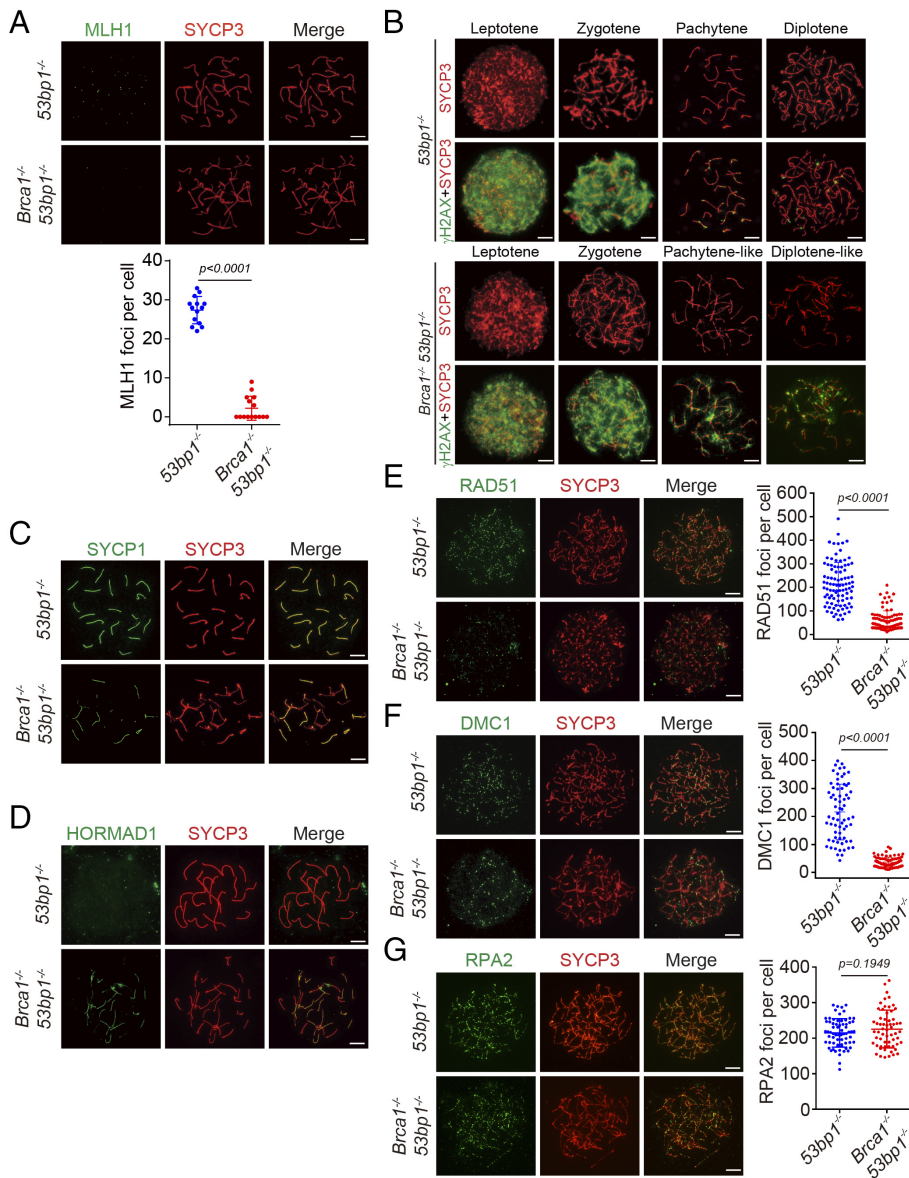 A
MLH1 SYCP3 Merge
53bp1-/-
Brca1-/-
53bp1-/-
MLH1 foci per cell
40
30
20
10
0
p<0.0001
53bp1-/-
Brca1-/-
53bp1-/-
B
Leptotene Zygotene Pachytene Diplotene
53bp1-/-
SYCP3
γH2AX+SYCP3
Leptotene Zygotene Pachytene-like Diplotene-like
Brca1-/- 53bp1-/-
SYCP3
γH2AX+SYCP3
C
SYCP1 SYCP3 Merge
53bp1-/-
Brca1-/-
53bp1-/-
D
HORMAD1 SYCP3 Merge
53bp1-/-
Brca1-/-
53bp1-/-
E
RAD51 SYCP3 Merge
53bp1-/-
Brca1-/-
53bp1-/-
RAD51 foci per cell
600
500
400
300
200
100
0
p<0.0001
53bp1-/-
Brca1-/-
53bp1-/-
F
DMC1 SYCP3 Merge
53bp1-/-
Brca1-/-
53bp1-/-
DMC1 foci per cell
500
400
300
200
100
0
p<0.0001
53bp1-/-
Brca1-/-
53bp1-/-
G
RPA2 SYCP3 Merge
53bp1-/-
Brca1-/-
53bp1-/-
RPA2 foci per cell
400
300
200
100
0
p=0.1949
53bp1-/-
Brca1-/-
53bp1-/-